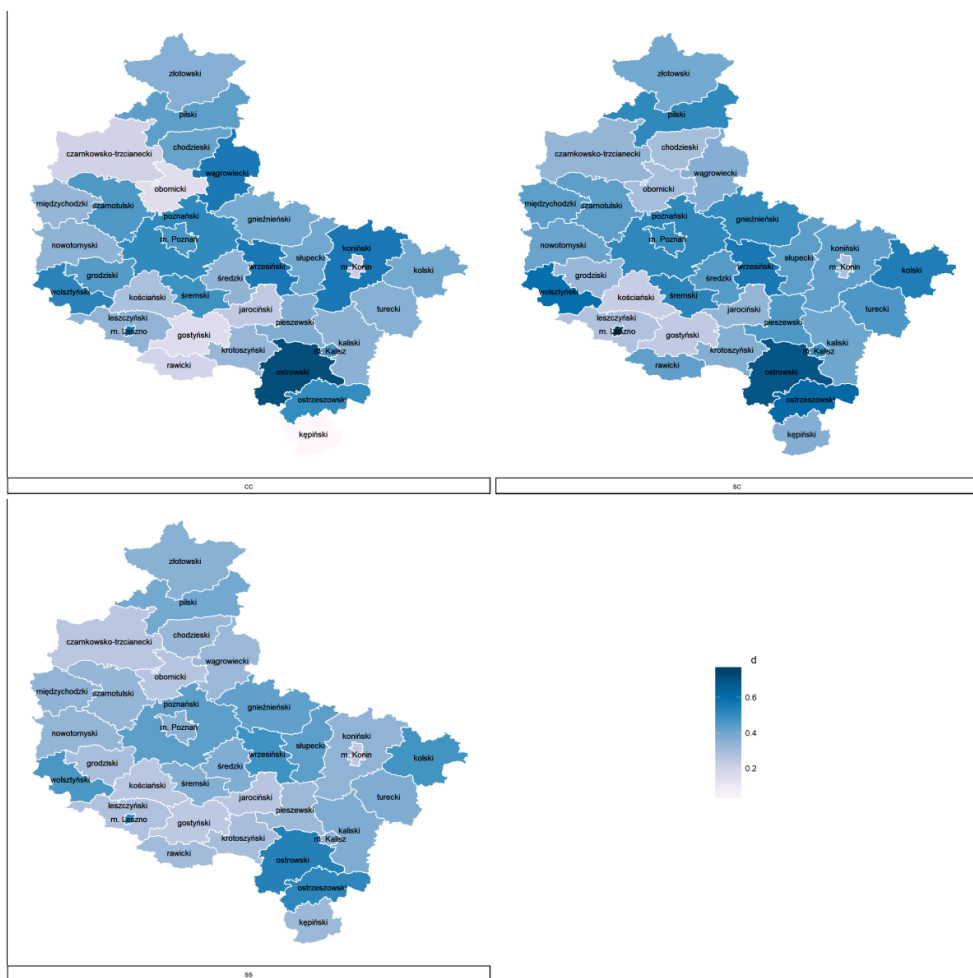 złotowski
pilski
czarnkowsko-trzcianecki
chodzieski
wągrowiecki
obornicki
międzychodzki
szamotulski
poznański
gnieźnieński
m. Poznań
nowotomyski
koniński
słupecki
m. Konin
wrzesiński
kolski
grodziski
średzki
wolsztyński
kościański
śremski
jarociński
turecki
leszczyński
pleszewski
m. Leszno
gostyński
kaliski
krotoszyński
m. Kalisz
rawicki
ostrowski
ostrzeszowski
kępiński
cc
złotowski
pilski
czarnkowsko-trzcianecki
chodzieski
wągrowiecki
obornicki
międzychodzki
szamotulski
poznański
gnieźnieński
m. Poznań
nowotomyski
koniński
słupecki
m. Konin
wrzesiński
kolski
grodziski
średzki
wolsztyński
kościański
śremski
jarociński
turecki
leszczyński
pleszewski
m. Leszno
gostyński
kaliski
krotoszyński
m. Kalisz
rawicki
ostrowski
ostrzeszowski
kępiński
sc
złotowski
pilski
czarnkowsko-trzcianecki
chodzieski
wągrowiecki
obornicki
międzychodzki
szamotulski
poznański
gnieźnieński
m. Poznań
nowotomyski
koniński
słupecki
m. Konin
wrzesiński
kolski
grodziski
średzki
wolsztyński
kościański
śremski
jarociński
turecki
leszczyński
pleszewski
m. Leszno
gostyński
kaliski
krotoszyński
m. Kalisz
rawicki
ostrowski
ostrzeszowski
kępiński
ss
d
0.6
0.4
0.2